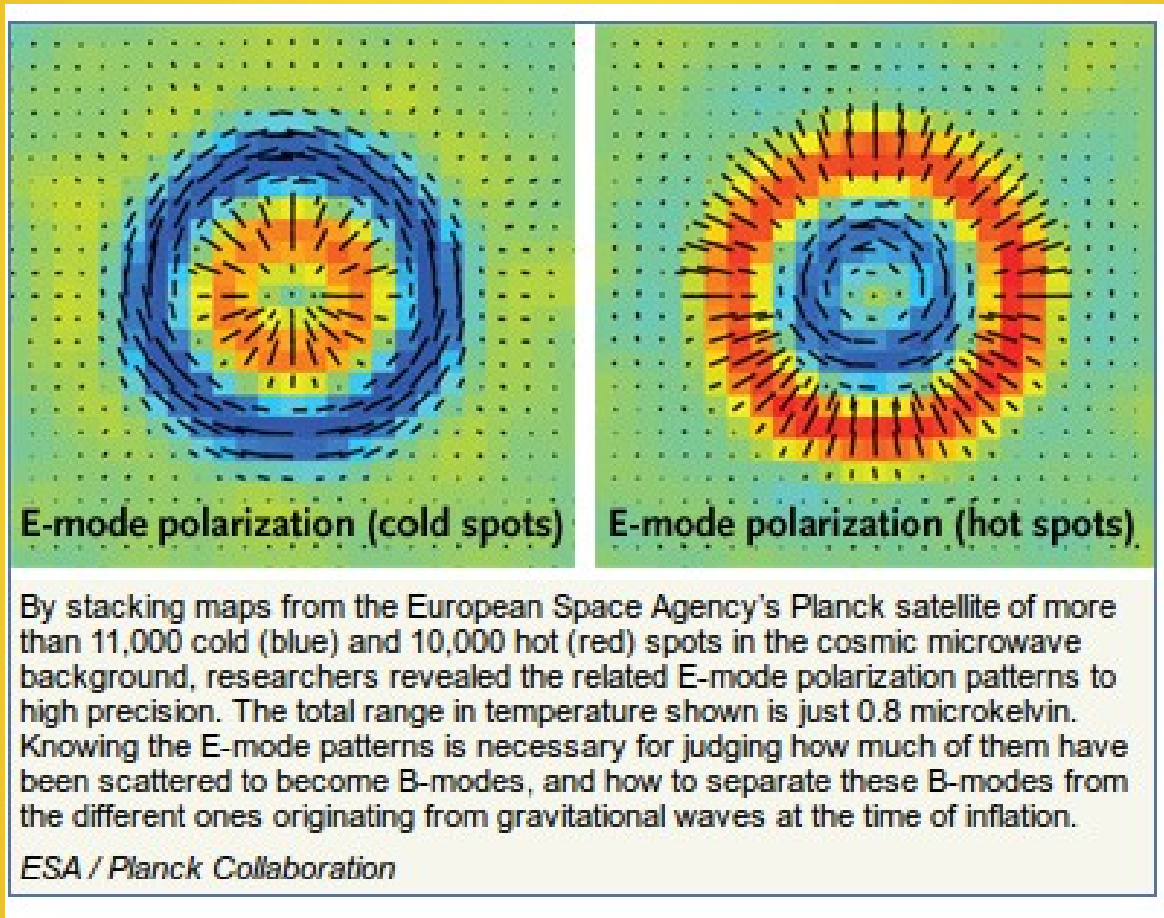 E-mode polarization (cold spots)
E-mode polarization (hot spots)
By stacking maps from the European Space Agency's Planck satellite of more
than 11,000 cold (blue) and 10,000 hot (red) spots in the cosmic microwave
background, researchers revealed the related E-mode polarization patterns to
high precision. The total range in temperature shown is just 0.8 microkelvin.
Knowing the E-mode patterns is necessary for judging how much of them have
been scattered to become B-modes, and how to separate these B-modes from
the different ones originating from gravitational waves at the time of inflation.
ESA / Planck Collaboration